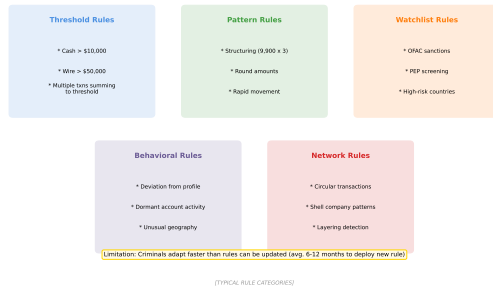 Threshold Rules
* Cash > $10,000
* Wire > $50,000
* Multiple txns summing
to threshold
Pattern Rules
* Structuring (9,900 x 3)
* Round amounts
* Rapid movement
Watchlist Rules
* OFAC sanctions
* PEP screening
* High-risk countries
Behavioral Rules
* Deviation from profile
* Dormant account activity
* Unusual geography
Network Rules
* Circular transactions
* Shell company patterns
* Layering detection
Limitation: Criminals adapt faster than rules can be updated (avg. 6-12 months to deploy new rule)
[TYPICAL RULE CATEGORIES]